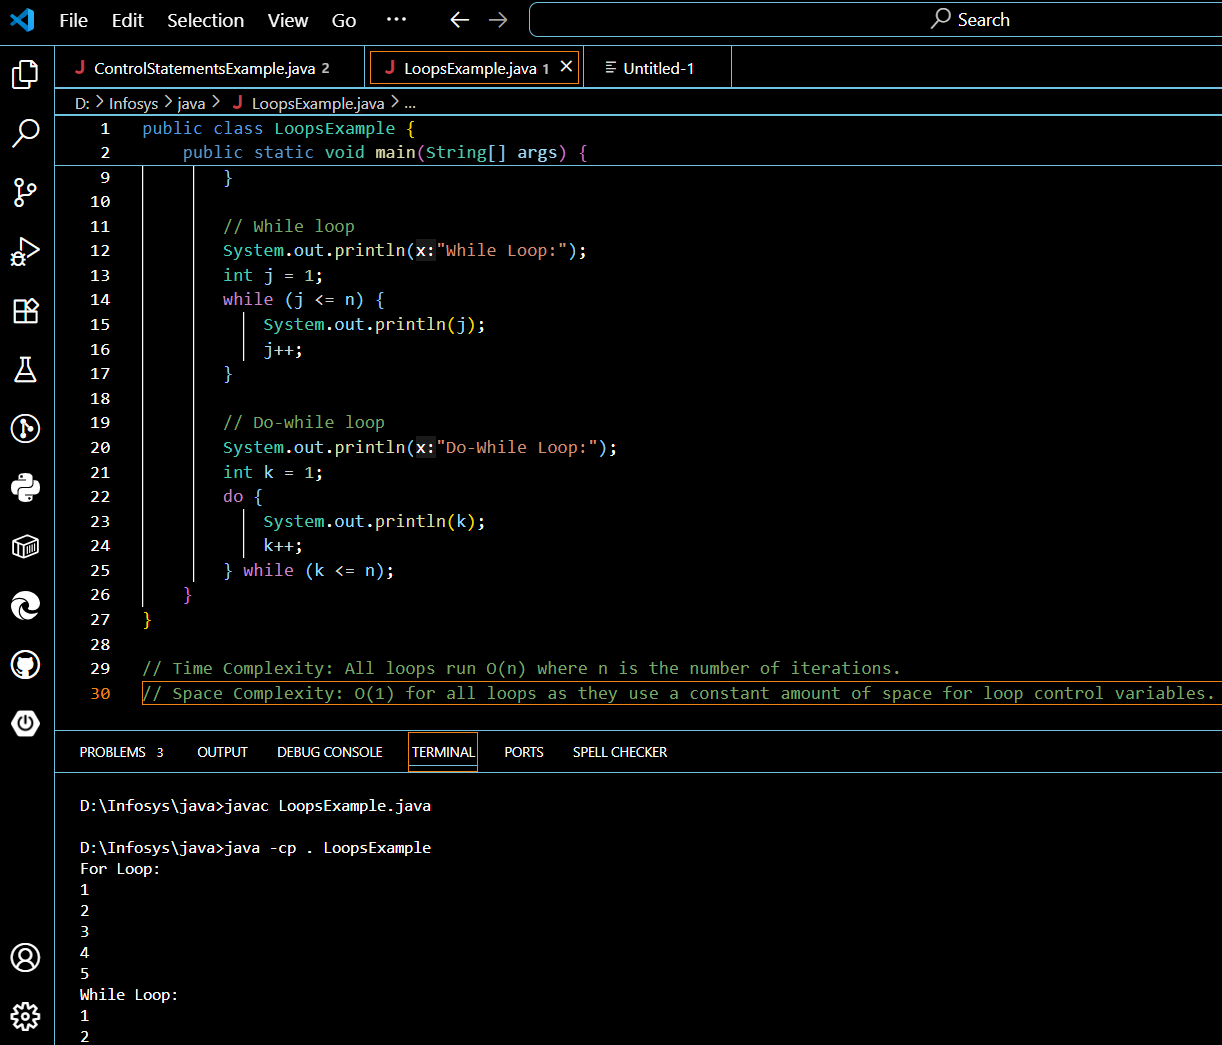 File Edit Selection View Go ··· Search
J ControlStatementsExample.java 2 J LoopsExample.java 1 Untitled-1
D: > Infosys > java > J LoopsExample.java > ...
1 public class LoopsExample {
2 public static void main(String[] args) {
9 }
10
11 // While loop
12 System.out.println(x:"While Loop:");
13 int j = 1;
14 while (j <= n) {
15 System.out.println(j);
16 j++;
17 }
18
19 // Do-while loop
20 System.out.println(x:"Do-While Loop:");
21 int k = 1;
22 do {
23 System.out.println(k);
24 k++;
25 } while (k <= n);
26 }
27 }
28
29 // Time Complexity: All loops run O(n) where n is the number of iterations.
30 // Space Complexity: O(1) for all loops as they use a constant amount of space for loop control variables.
PROBLEMS 3 OUTPUT DEBUG CONSOLE TERMINAL PORTS SPELL CHECKER
D:\Infosys\java>javac LoopsExample.java
D:\Infosys\java>java -cp . LoopsExample
For Loop:
1
2
3
4
5
While Loop:
1
2